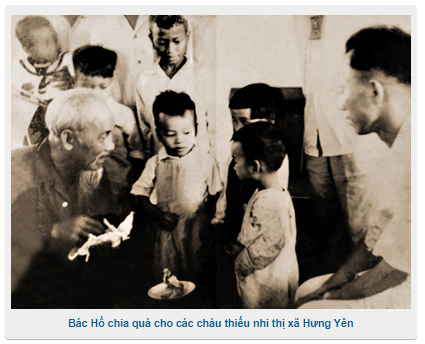 Bác Hồ chia quà cho các cháu thiếu nhi thị xã Hưng Yên